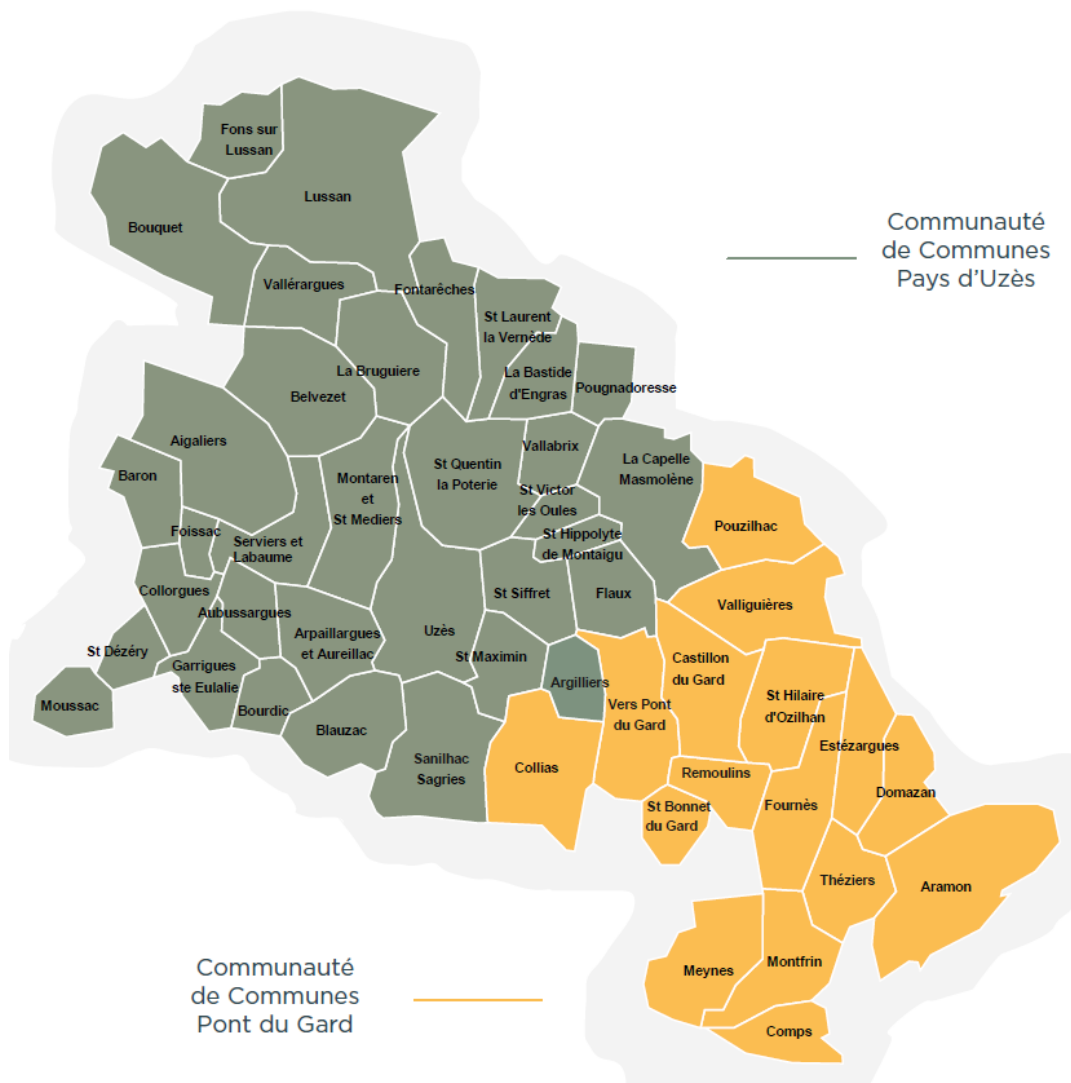 Fons sur
Lussan
Lussan
Bouquet
Communauté
de Communes
Pays d'Uzès
Vallérargues
Fontarêches
St Laurent
la Vernède
La Bruguiere
La Bastide
d'Engras
Pougnadoresse
Belvezet
Aigaliers
Vallabrix
La Capelle
Masmolène
Baron
Montaren
et
St Mediers
St Quentin
la Poterie
St Victor
les Oules
Pouzilhac
Foissac
Serviers et
Labaume
St Hippolyte
de Montaigu
Collorgues
Aubussargues
St Siffret
Flaux
Valliguières
Arpaillargues
et Aureillac
Uzès
St Dézéry
Garrigues
ste Eulalie
St Maximin
Argilliers
Castillon
du Gard
Moussac
Bourdic
Blauzac
Vers Pont
du Gard
St Hilaire
d'Ozilhan
Estézargues
Sanilhac
Sagries
Collias
Remoulins
Domazan
St Bonnet
du Gard
Fournès
Théziers
Aramon
Communauté
de Communes
Pont du Gard
Meynes
Montfrin
Comps